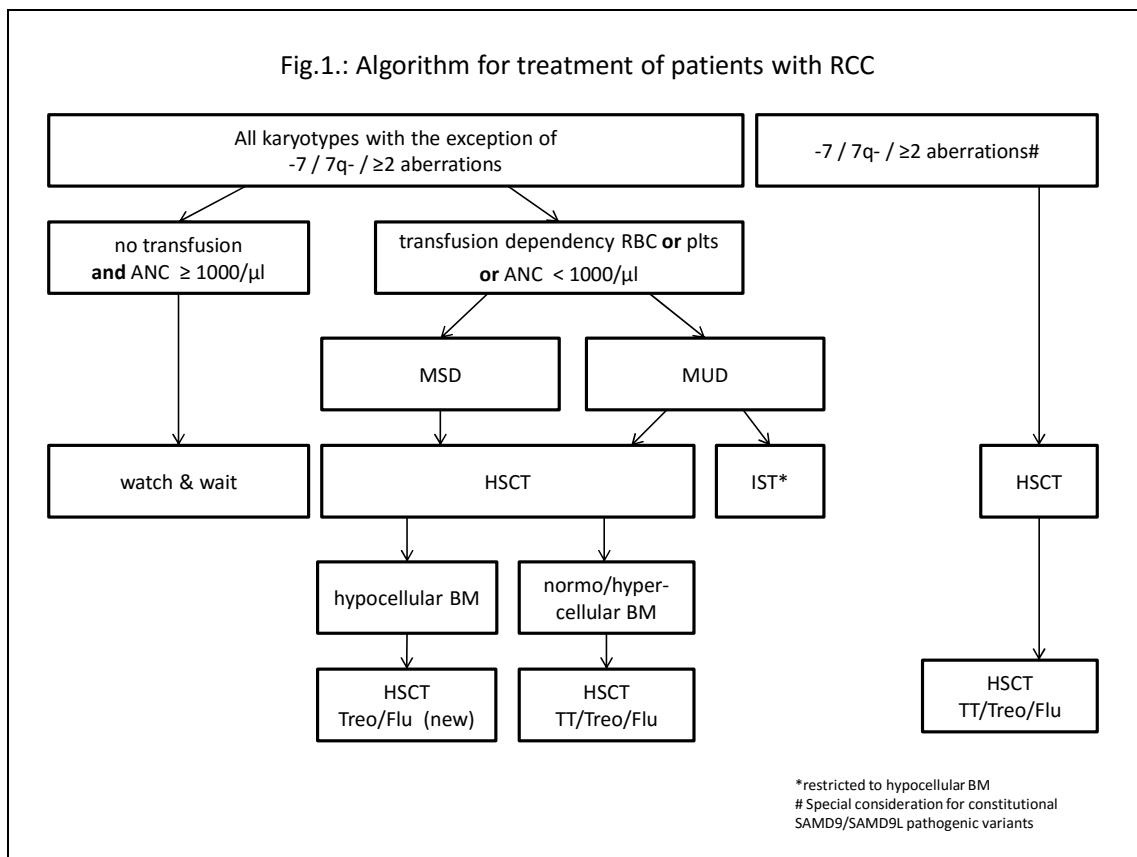 Fig.1.: Algorithm for treatment of patients with RCC
All karyotypes with the exception of
-7 / 7q- / ≥2 aberrations
-7 / 7q- / ≥2 aberrations#
no transfusion
and ANC ≥ 1000/µl
transfusion dependency RBC or plts
or ANC < 1000/µl
MSD
MUD
watch & wait
HSCT
IST*
HSCT
hypocellular BM
normo/hyper-
cellular BM
HSCT
Treo/Flu (new)
HSCT
TT/Treo/Flu
HSCT
TT/Treo/Flu
*restricted to hypocellular BM
# Special consideration for constitutional
SAMD9/SAMD9L pathogenic variants